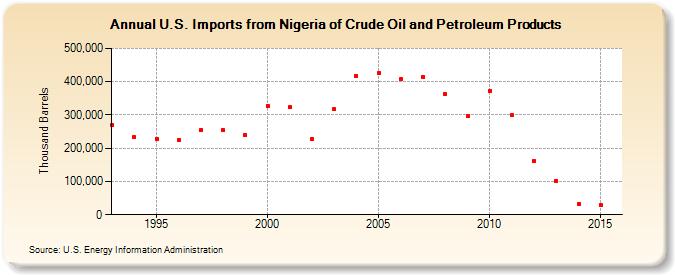 Annual U.S. Imports from Nigeria of Crude Oil and Petroleum Products
Thousand Barrels
500,000
400,000
300,000
200,000
100,000
0
1995 2000 2005 2010 2015
Source: U.S. Energy Information Administration